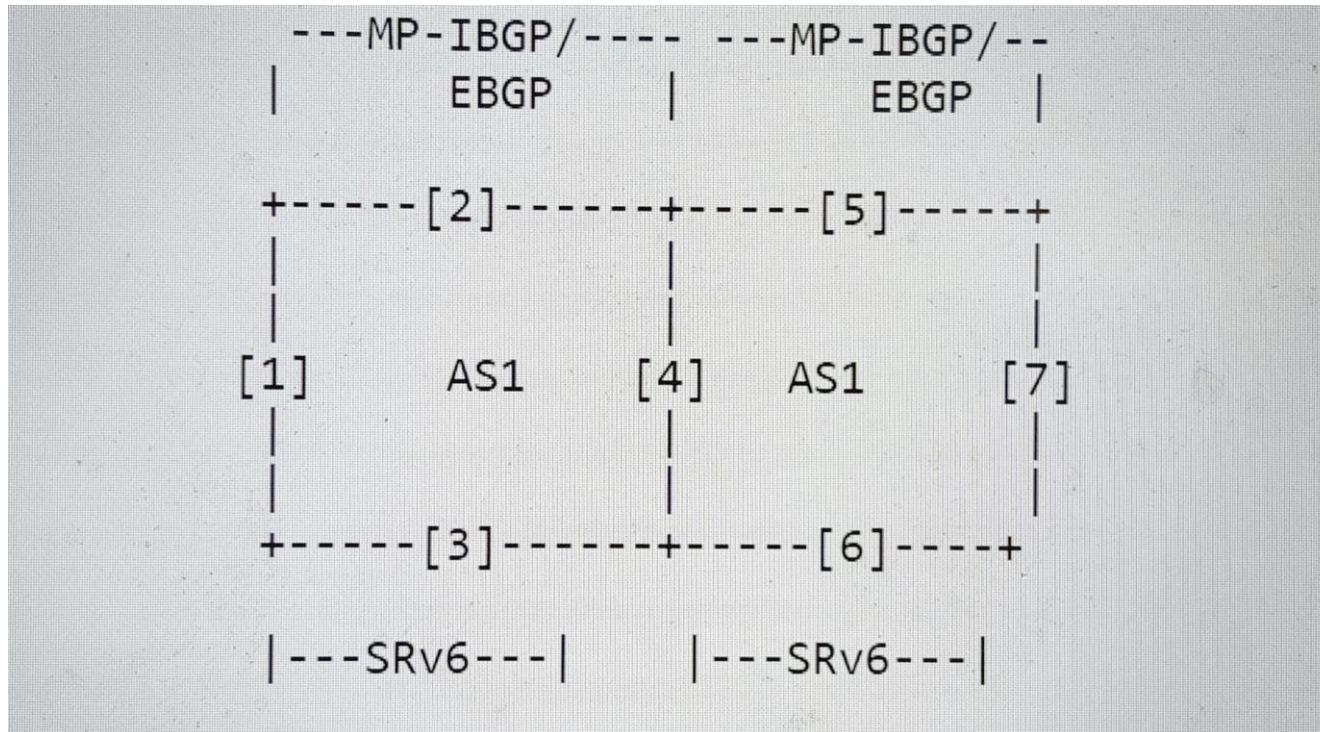 ---MP-IBGP/---- ---MP-IBGP/--
| EBGP | EBGP |
+-----[2]------+-----[5]-----+
| | |
| | |
[1] AS1 [4] AS1 [7]
| | |
| | |
+-----[3]------+-----[6]----+
|---SRv6---| |---SRv6---|